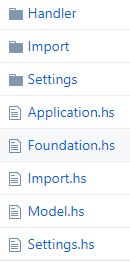 Handler
Import
Settings
Application.hs
Foundation.hs
Import.hs
Model.hs
Settings.hs